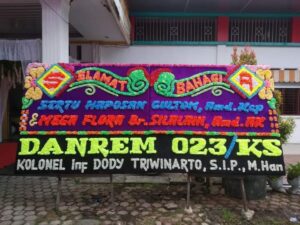 SELAMAT BAHAGIA
SERTU HAPOSAN GULTOM, Amd.Kep
& MEGA FLORA Br. SILALAHI, Amd. AK
DANREM 023/KS
KOLONEL Inf DODY TRIWINARTO, S.I.P., M.Han